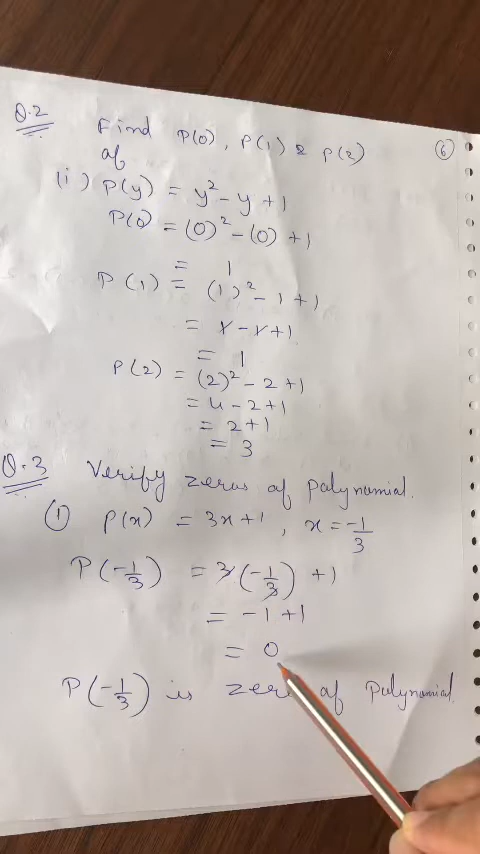 Q.2 Find P(0), P(1) & P(2) ⑥
of
(i) P(y) = y² - y + 1
P(0) = (0)² - (0) + 1
= 1
P(1) = (1)² - 1 + 1
= 1 - 1 + 1
= 1
P(2) = (2)² - 2 + 1
= 4 - 2 + 1
= 2 + 1
= 3
Q.3 Verify zeros of polynomial.
① P(x) = 3x + 1, x = -1/3
P(-1/3) = 3(-1/3) + 1
= -1 + 1
= 0
P(-1/3) is zero of Polynomial